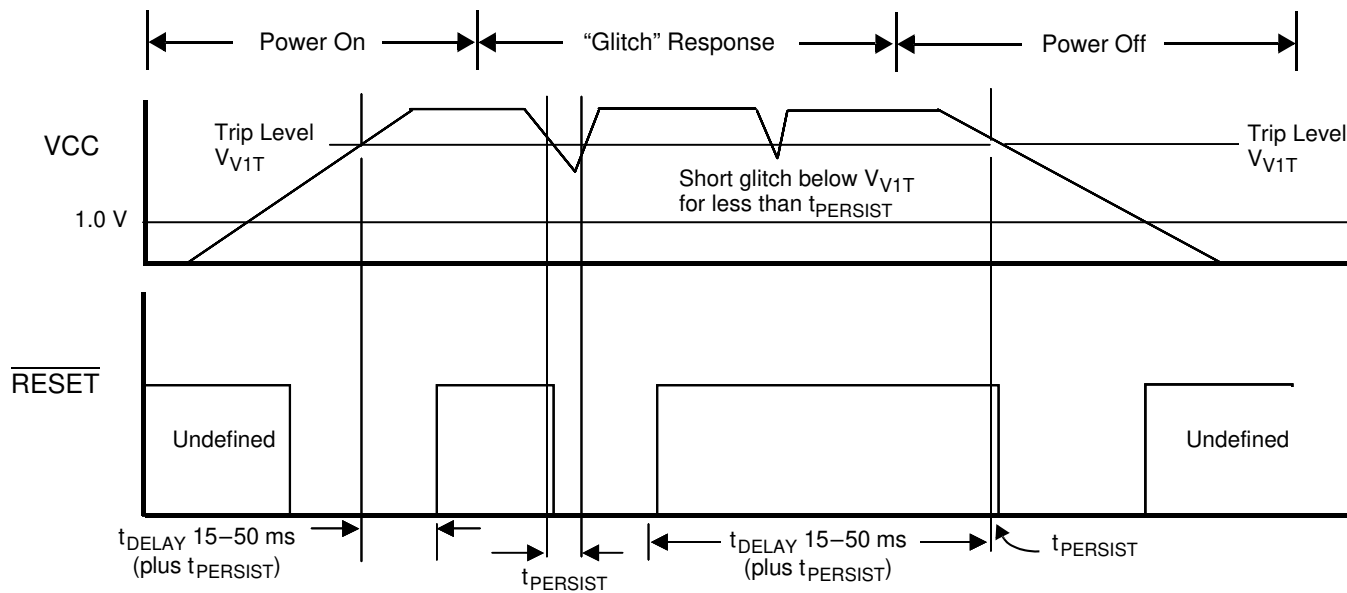 Power On
“Glitch” Response
Power Off
VCC
Trip Level
VV1T
Trip Level
VV1T
Short glitch below VV1T
for less than tPERSIST
1.0 V
RESET
Undefined
Undefined
tDELAY 15–50 ms
(plus tPERSIST)
tPERSIST
tDELAY 15–50 ms
(plus tPERSIST)
tPERSIST